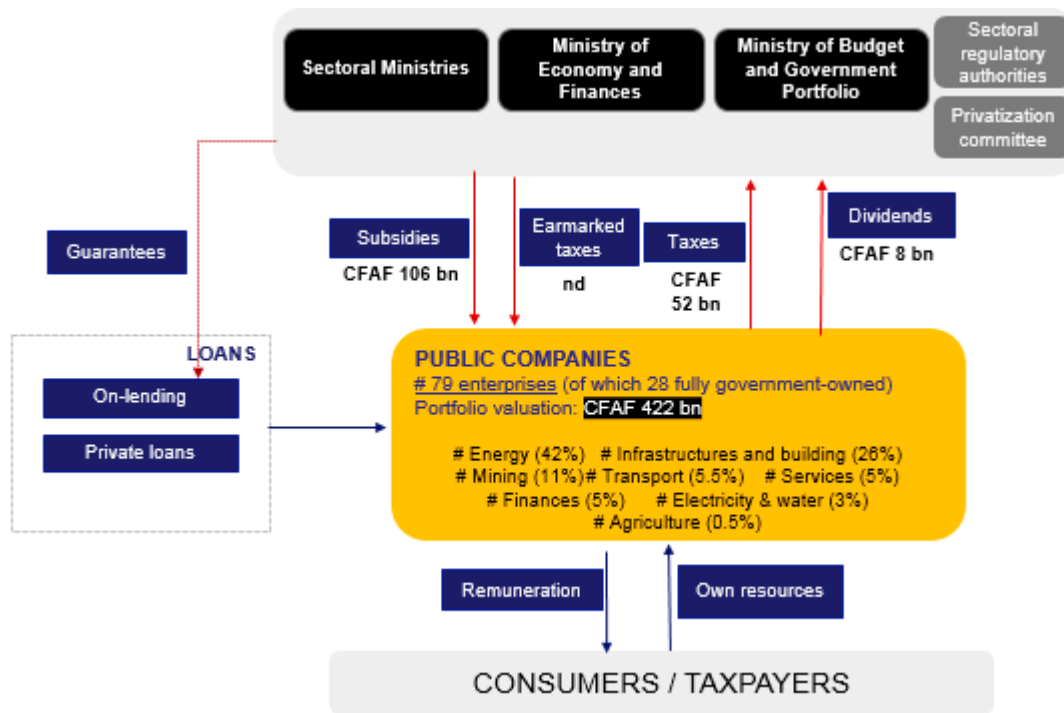 Sectoral Ministries
Ministry of
Economy and
Finances
Ministry of Budget
and Government
Portfolio
Sectoral
regulatory
authorities
Privatization
committee
Guarantees
Subsidies
CFAF 106 bn
Earmarked
taxes
nd
Taxes
CFAF
52 bn
Dividends
CFAF 8 bn
LOANS
On-lending
Private loans
PUBLIC COMPANIES
# 79 enterprises (of which 28 fully government-owned)
Portfolio valuation: CFAF 422 bn
# Energy (42%) # Infrastructures and building (26%)
# Mining (11%)# Transport (5.5%) # Services (5%)
# Finances (5%) # Electricity & water (3%)
# Agriculture (0.5%)
Remuneration
Own resources
CONSUMERS / TAXPAYERS